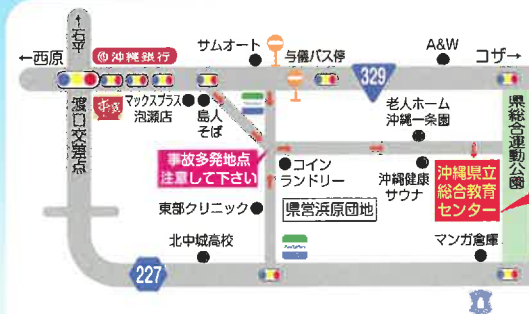 ↑石平
←西原
沖縄銀行
サムオート
与儀バス停
A&W
コザ→
329
渡口交差点
マックスプラス
泡瀬店
島人
そば
老人ホーム
沖縄一条園
県総合運動公園
事故多発地点
注意して下さい
コイン
ランドリー
沖縄健康
サウナ
沖縄県立
総合教育
センター
東部クリニック
県営浜原団地
北中城高校
FamilyMart
マンガ倉庫
227